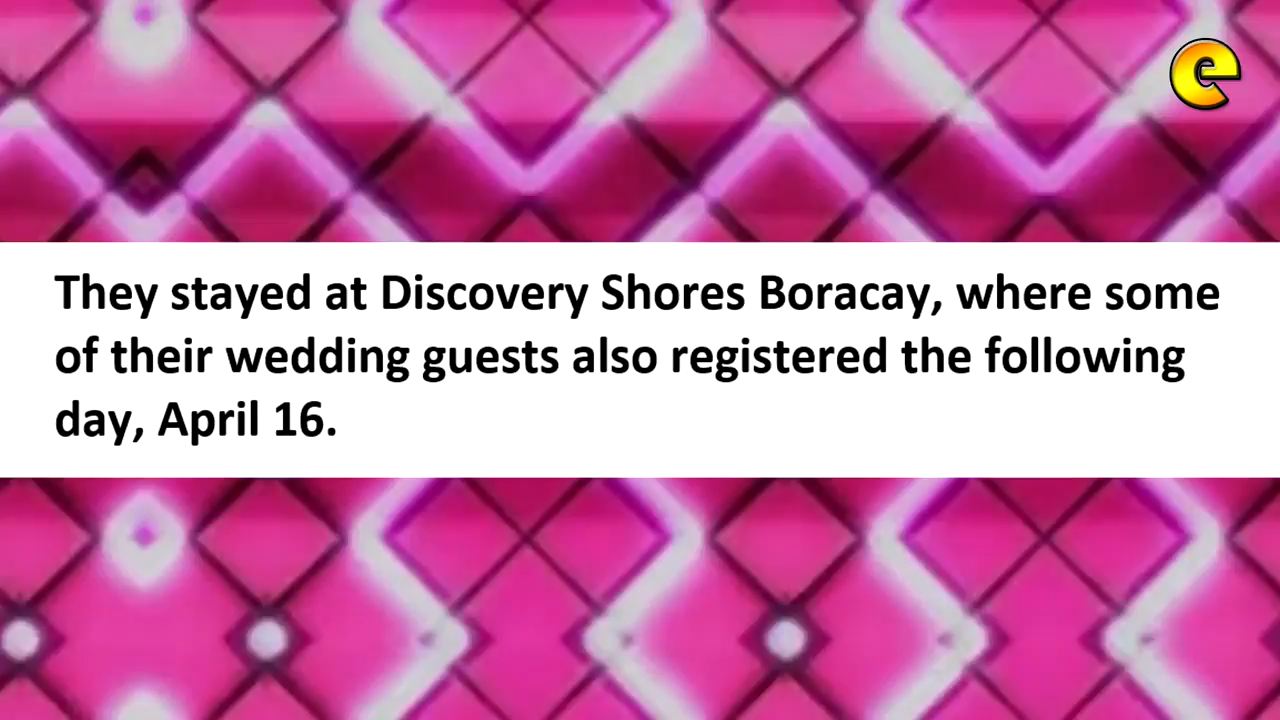 e
They stayed at Discovery Shores Boracay, where some
of their wedding guests also registered the following
day, April 16.